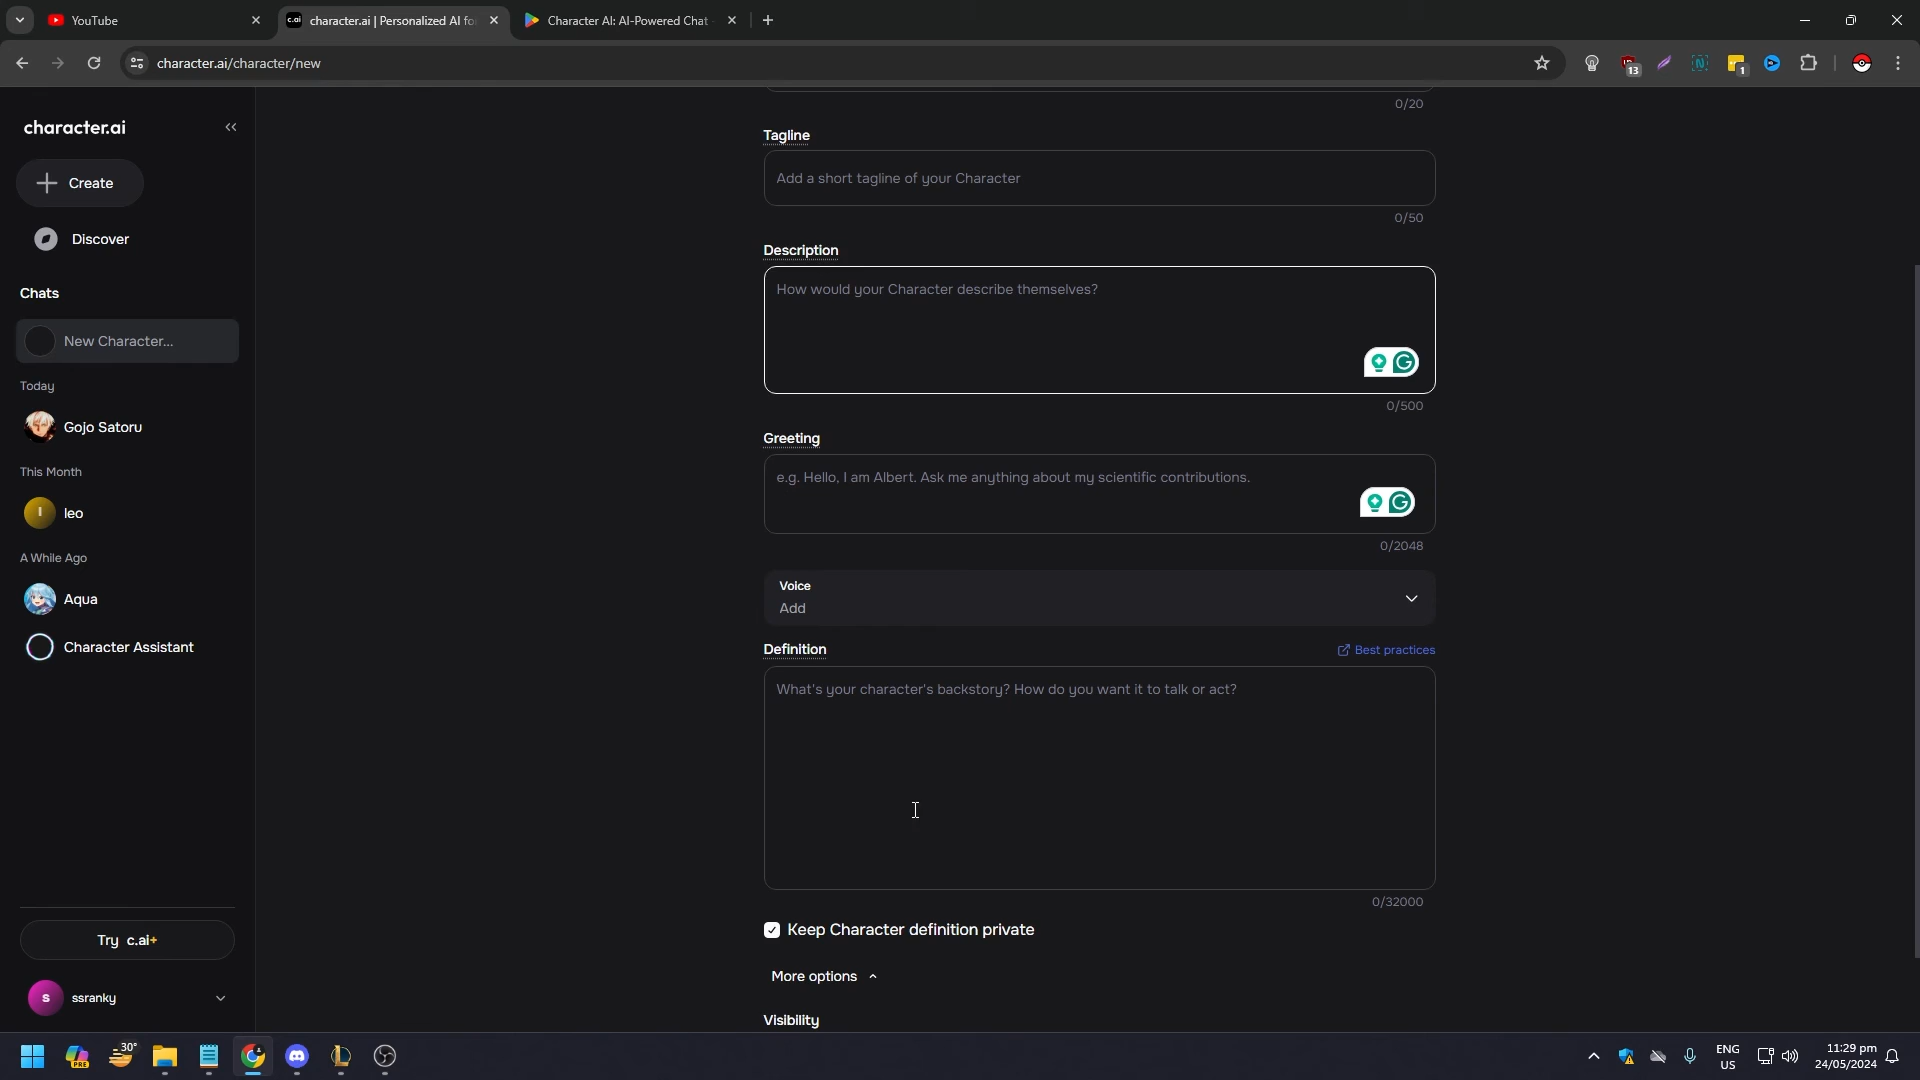 YouTube
c.ai character.ai | Personalized AI fo
Character AI: AI-Powered Chat
character.ai/character/new
13
1
character.ai
Create
Discover
Chats
New Character...
Today
Gojo Satoru
This Month
l leo
A While Ago
Aqua
Character Assistant
Try c.ai+
s ssranky
0/20
Tagline
Add a short tagline of your Character
0/50
Description
How would your Character describe themselves?
0/500
Greeting
e.g. Hello, I am Albert. Ask me anything about my scientific contributions.
0/2048
Voice
Add
Definition
Best practices
What's your character's backstory? How do you want it to talk or act?
0/32000
Keep Character definition private
More options
Visibility
PRE
30°
ENG
US
11:29 pm
24/05/2024